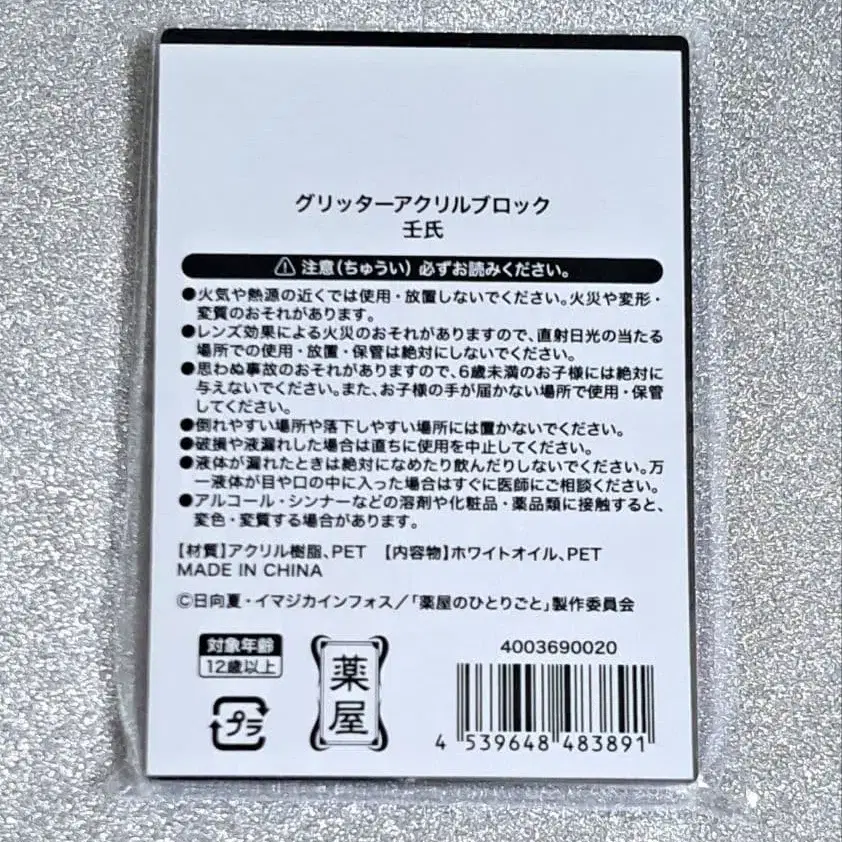 グリッターアクリルブロック
壬氏
注意(ちゅうい) 必ずお読みください。
●火気や熱源の近くでは使用・放置しないでください。火災や変形・
変質のおそれがあります。
●レンズ効果による火災のおそれがありますので、直射日光の当たる
場所での使用・放置・保管は絶対にしないでください。
●思わぬ事故のおそれがありますので、6歳未満のお子様には絶対に
与えないでください。また、お子様の手が届かない場所で使用・保管
してください。
●倒れやすい場所や落下しやすい場所には置かないでください。
●破損や液漏れした場合は直ちに使用を中止してください。
●液体が漏れたときは絶対になめたり飲んだりしないでください。万
一液体が目や口の中に入った場合はすぐに医師にご相談ください。
●アルコール・シンナーなどの溶剤や化粧品・薬品類に接触すると、
変色・変質する場合があります。
【材質】アクリル樹脂、PET 【内容物】ホワイトオイル、PET
MADE IN CHINA
©日向夏・イマジカインフォス/「薬屋のひとりごと」製作委員会
対象年齢
12歳以上
プラ
薬屋
4003690020
4 539648 483891